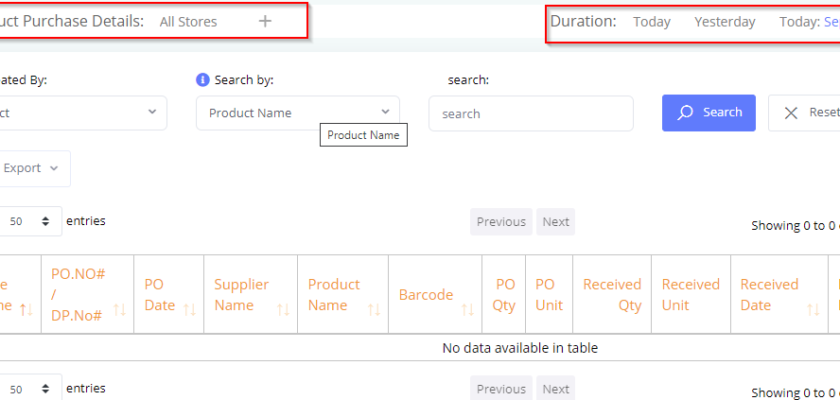 uct Purchase Details: All Stores +
Duration: Today Yesterday Today: Se
ated By:
Search by:
search:
ct
Product Name
search
Search
Reset
Product Name
Export
50 entries
Previous Next
Showing 0 to 0
e
ne
PO.NO#
/
DP.No#
PO
Date
Supplier
Name
Product
Name
Barcode
PO
Qty
PO
Unit
Received
Qty
Received
Unit
Received
Date
No data available in table
50 entries
Previous Next
Showing 0 to 0